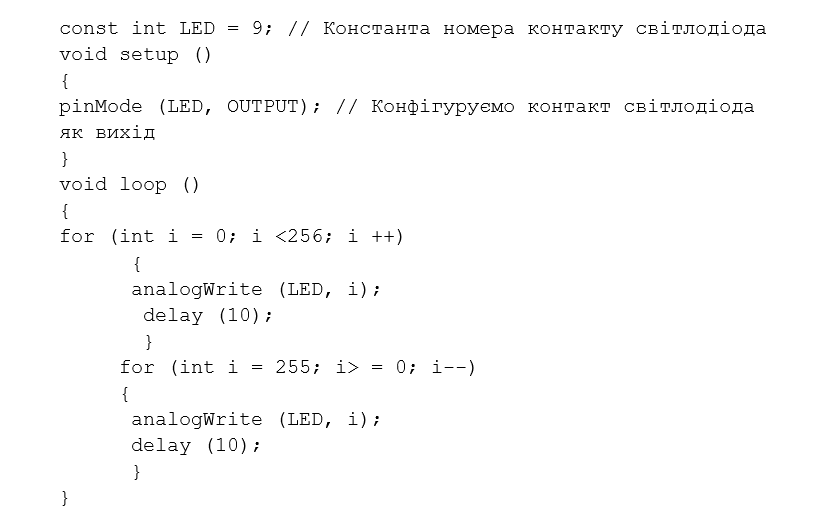 const int LED = 9; // Константа номера контакту світлодіода
void setup ()
{
pinMode (LED, OUTPUT); // Конфігуруємо контакт світлодіода
як вихід
}
void loop ()
{
for (int i = 0; i <256; i ++)
{
analogWrite (LED, i);
delay (10);
}
for (int i = 255; i> = 0; i--)
{
analogWrite (LED, i);
delay (10);
}
}